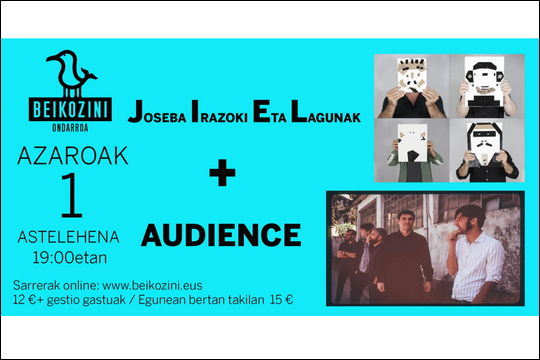 BEIKOZINI
ONDARROA
AZAROAK
1
ASTELEHENA
19:00etan
JOSEBA IRAZOKI ETA LAGUNAK
+
AUDIENCE
Sarrerak online: www.beikozini.eus
12 €+ gestio gastuak / Egunean bertan takilan 15 €